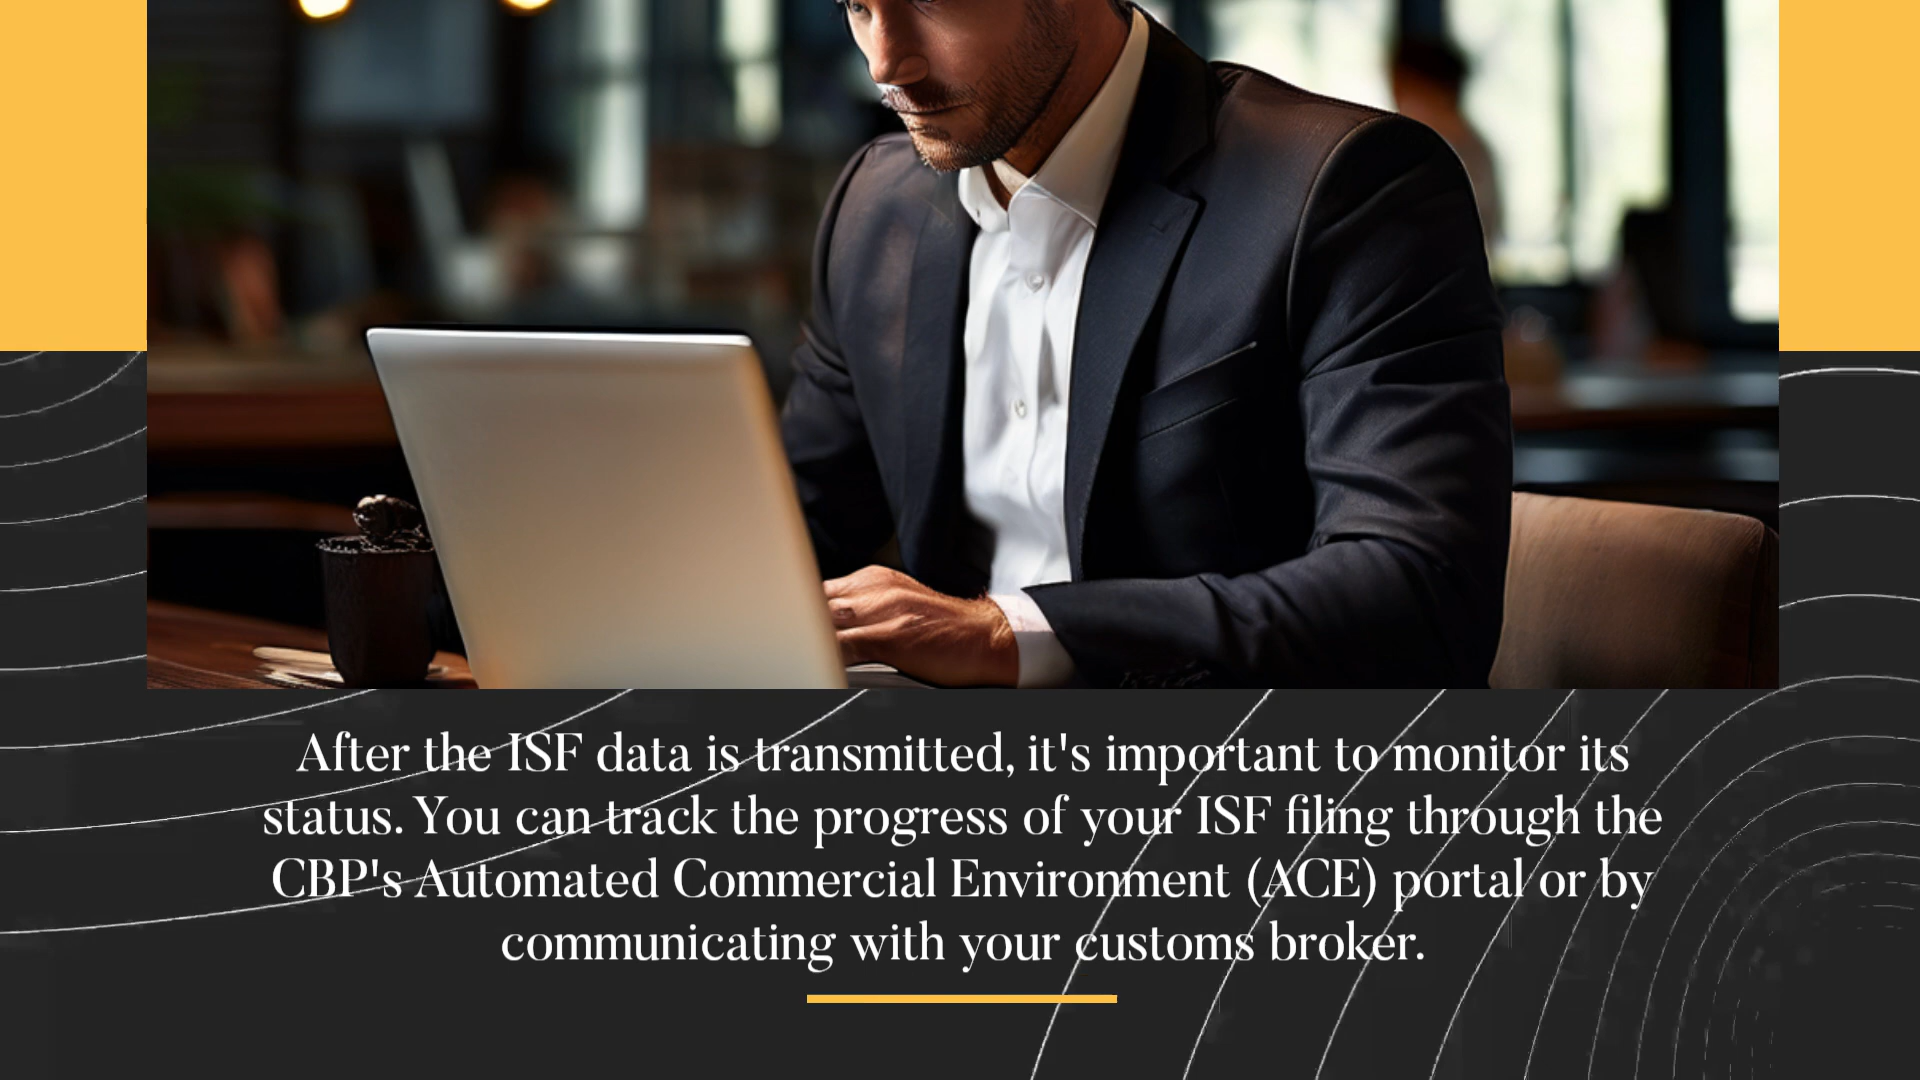 After the ISF data is transmitted, it's important to monitor its
status. You can track the progress of your ISF filing through the
CBP's Automated Commercial Environment (ACE) portal or by
communicating with your customs broker.